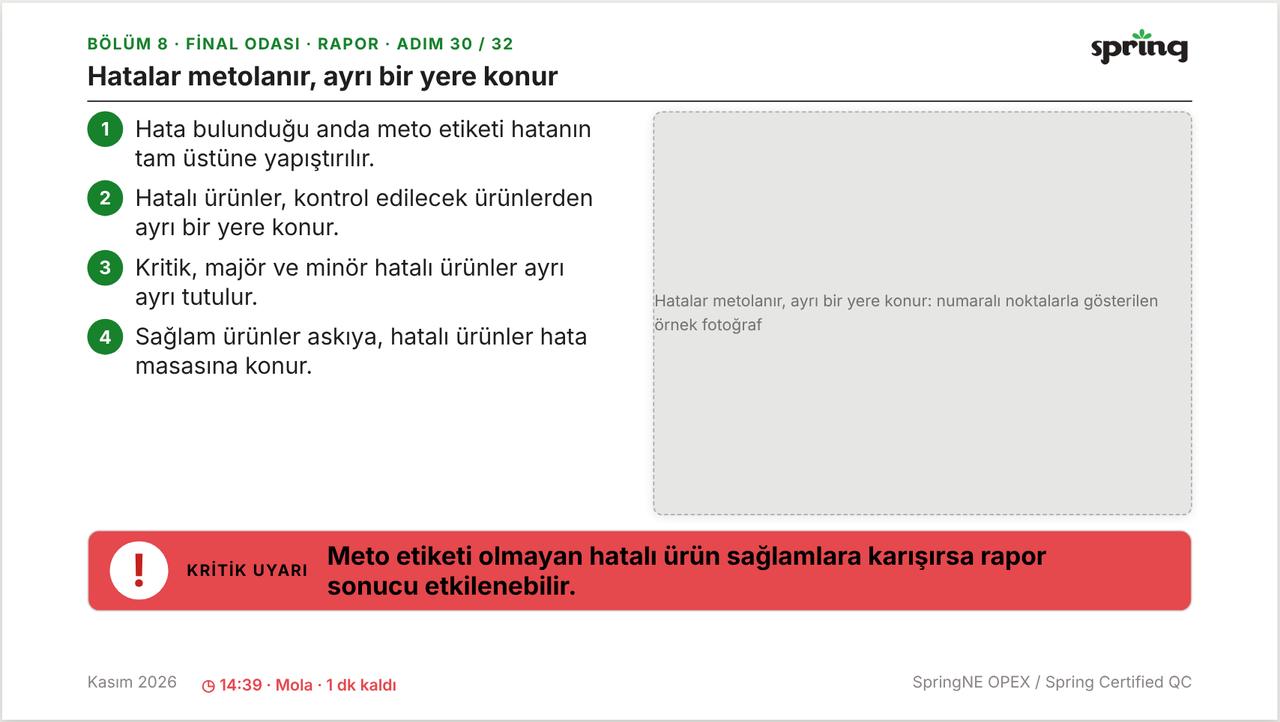 BÖLÜM 8 · FİNAL ODASI · RAPOR · ADIM 30 / 32
spring
Hatalar metolanır, ayrı bir yere konur
1 Hata bulunduğu anda meto etiketi hatanın
tam üstüne yapıştırılır.
2 Hatalı ürünler, kontrol edilecek ürünlerden
ayrı bir yere konur.
3 Kritik, majör ve minör hatalı ürünler ayrı
ayrı tutulur.
4 Sağlam ürünler askıya, hatalı ürünler hata
masasına konur.
Hatalar metolanır, ayrı bir yere konur: numaralı noktalarla gösterilen
örnek fotoğraf
! KRİTİK UYARI
Meto etiketi olmayan hatalı ürün sağlamlara karışırsa rapor
sonucu etkilenebilir.
Kasım 2026
◷ 14:39 · Mola · 1 dk kaldı
SpringNE OPEX / Spring Certified QC